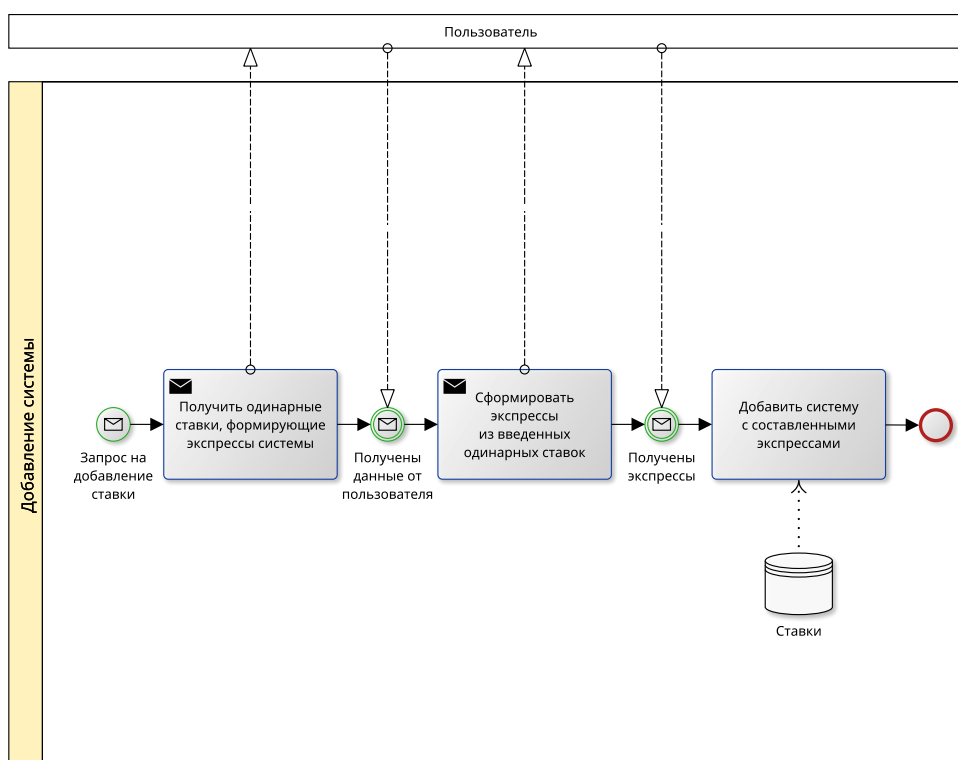 Пользователь
Добавление системы
Запрос на
добавление
ставки
Получить одинарные
ставки, формирующие
экспрессы системы
Получены
данные от
пользователя
Сформировать
экспрессы
из введенных
одинарных ставок
Получены
экспрессы
Добавить систему
с составленными
экспрессами
Ставки